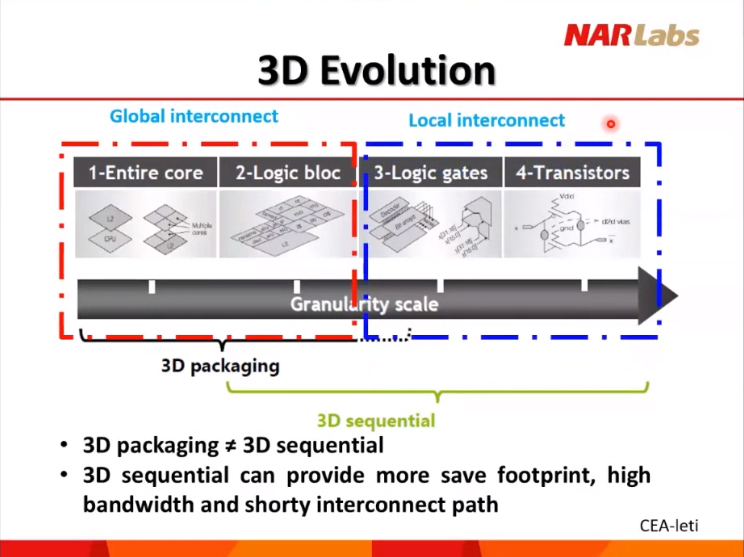 NARLabs
3D Evolution
Global interconnect
Local interconnect
1-Entire core
2-Logic bloc
3-Logic gates
4-Transistors
L2
CPU
Multiple
cores
L2
L2
Vdd
gnd
Granularity scale
3D packaging
3D sequential
• 3D packaging ≠ 3D sequential
• 3D sequential can provide more save footprint, high
bandwidth and shorty interconnect path
CEA-leti